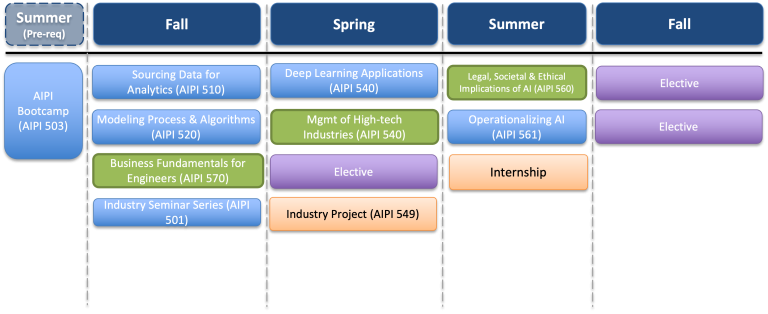 Summer
(Pre-req)
Fall
Spring
Summer
Fall
AIPI
Bootcamp
(AIPI 503)
Sourcing Data for
Analytics (AIPI 510)
Modeling Process & Algorithms
(AIPI 520)
Business Fundamentals for
Engineers (AIPI 570)
Industry Seminar Series (AIPI
501)
Deep Learning Applications
(AIPI 540)
Mgmt of High-tech
Industries (AIPI 540)
Elective
Industry Project (AIPI 549)
Legal, Societal & Ethical
Implications of AI (AIPI 560)
Operationalizing AI
(AIPI 561)
Internship
Elective
Elective